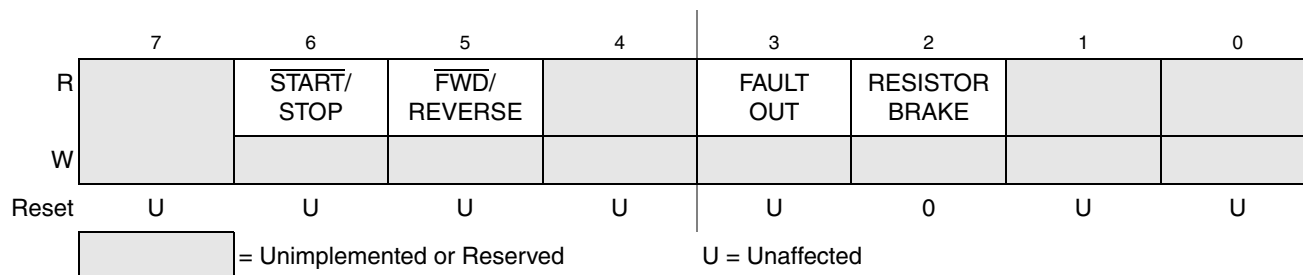 7 6 5 4 3 2 1 0
R START/ FWD/ FAULT RESISTOR
STOP REVERSE OUT BRAKE
W
Reset U U U U U 0 U U
= Unimplemented or Reserved U = Unaffected